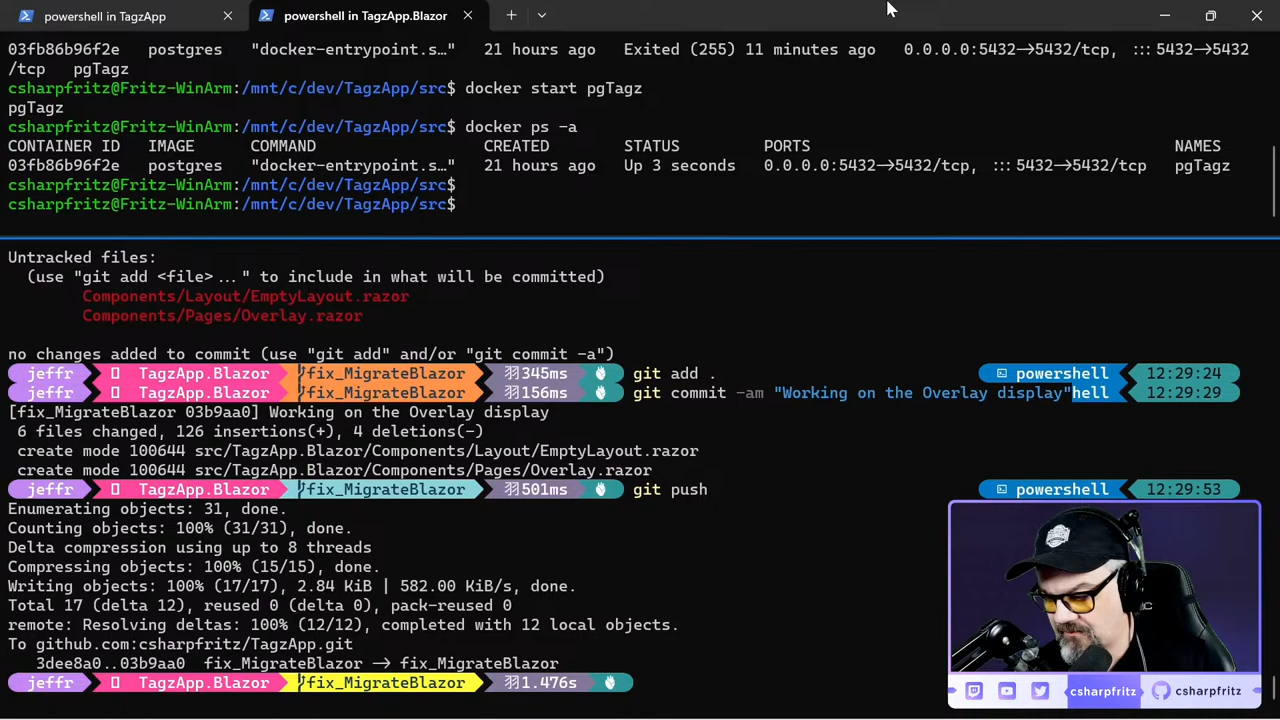 powershell in TagzApp
powershell in TagzApp.Blazor
03fb86b96f2e postgres "docker-entrypoint.s…" 21 hours ago Exited (255) 11 minutes ago 0.0.0.0:5432->5432/tcp, :::5432->5432
/tcp pgTagz
csharpfritz@Fritz-WinArm:/mnt/c/dev/TagzApp/src$ docker start pgTagz
pgTagz
csharpfritz@Fritz-WinArm:/mnt/c/dev/TagzApp/src$ docker ps -a
CONTAINER ID IMAGE COMMAND CREATED STATUS PORTS NAMES
03fb86b96f2e postgres "docker-entrypoint.s…" 21 hours ago Up 3 seconds 0.0.0.0:5432->5432/tcp, :::5432->5432/tcp pgTagz
csharpfritz@Fritz-WinArm:/mnt/c/dev/TagzApp/src$
csharpfritz@Fritz-WinArm:/mnt/c/dev/TagzApp/src$
Untracked files:
(use "git add <file>..." to include in what will be committed)
Components/Layout/EmptyLayout.razor
Components/Pages/Overlay.razor
no changes added to commit (use "git add" and/or "git commit -a")
jeffr TagzApp.Blazor fix_MigrateBlazor 345ms git add . powershell 12:29:24
jeffr TagzApp.Blazor fix_MigrateBlazor 156ms git commit -am "Working on the Overlay display"hell 12:29:29
[fix_MigrateBlazor 03b9aa0] Working on the Overlay display
6 files changed, 126 insertions(+), 4 deletions(-)
create mode 100644 src/TagzApp.Blazor/Components/Layout/EmptyLayout.razor
create mode 100644 src/TagzApp.Blazor/Components/Pages/Overlay.razor
jeffr TagzApp.Blazor fix_MigrateBlazor 501ms git push powershell 12:29:53
Enumerating objects: 31, done.
Counting objects: 100% (31/31), done.
Delta compression using up to 8 threads
Compressing objects: 100% (15/15), done.
Writing objects: 100% (17/17), 2.84 KiB | 582.00 KiB/s, done.
Total 17 (delta 12), reused 0 (delta 0), pack-reused 0
remote: Resolving deltas: 100% (12/12), completed with 12 local objects.
To github.com:csharpfritz/TagzApp.git
3dee8a0..03b9aa0 fix_MigrateBlazor -> fix_MigrateBlazor
jeffr TagzApp.Blazor fix_MigrateBlazor 1.476s
csharpfritz csharpfritz